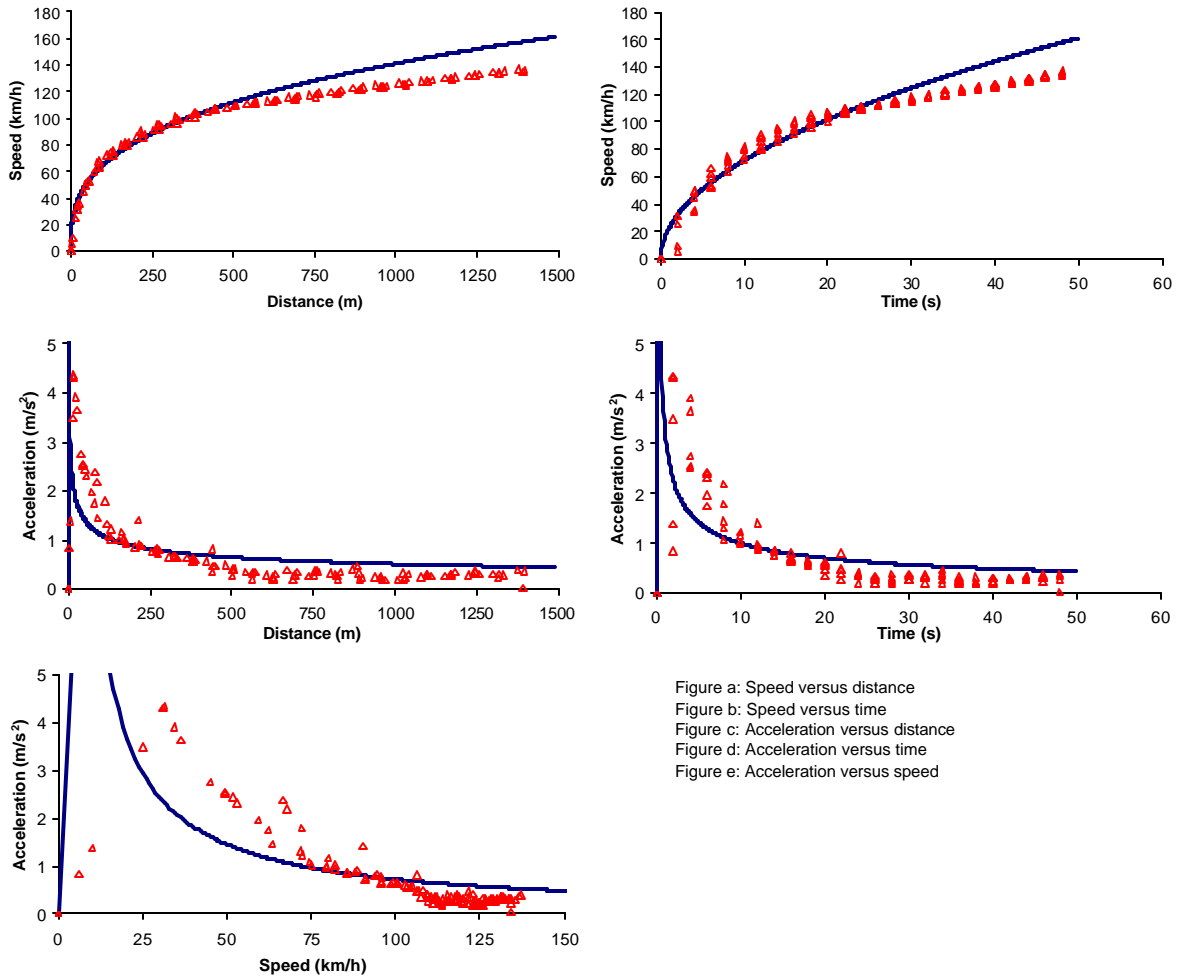 180
160
140
120
100
80
60
40
20
0
Speed (km/h)
0 250 500 750 1000 1250 1500
Distance (m)
180
160
140
120
100
80
60
40
20
0
Speed (km/h)
0 10 20 30 40 50 60
Time (s)
5
4
3
2
1
0
Acceleration (m/s²)
0 250 500 750 1000 1250 1500
Distance (m)
5
4
3
2
1
0
Acceleration (m/s²)
0 10 20 30 40 50 60
Time (s)
5
4
3
2
1
0
Acceleration (m/s²)
0 25 50 75 100 125 150
Speed (km/h)
Figure a: Speed versus distance
Figure b: Speed versus time
Figure c: Acceleration versus distance
Figure d: Acceleration versus time
Figure e: Acceleration versus speed